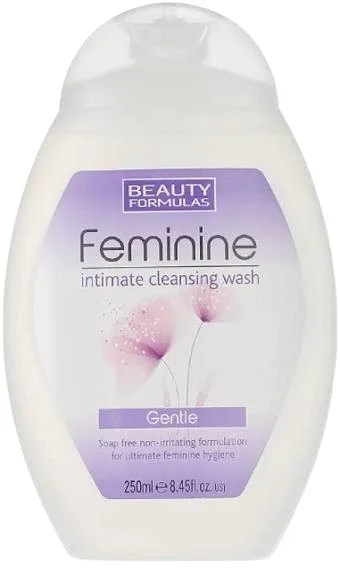 BEAUTY
FORMULAS
Feminine
intimate cleansing wash
Gentle
Soap free non-irritating formulation
for ultimate feminine hygiene
250ml ℮ 8.45fl.oz.(US)